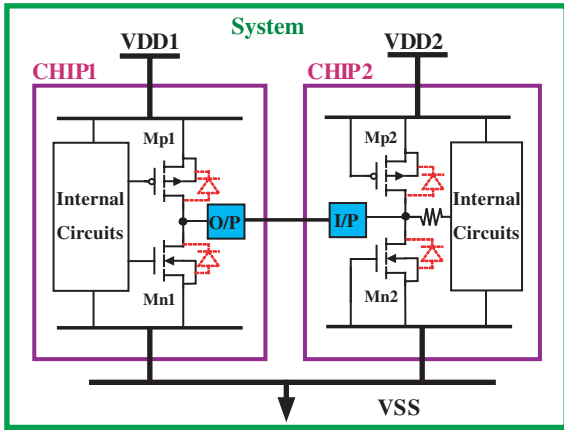 System
VDD1
VDD2
CHIP1
CHIP2
Mp1
Mp2
Internal
Circuits
O/P
I/P
Internal
Circuits
Mn1
Mn2
VSS